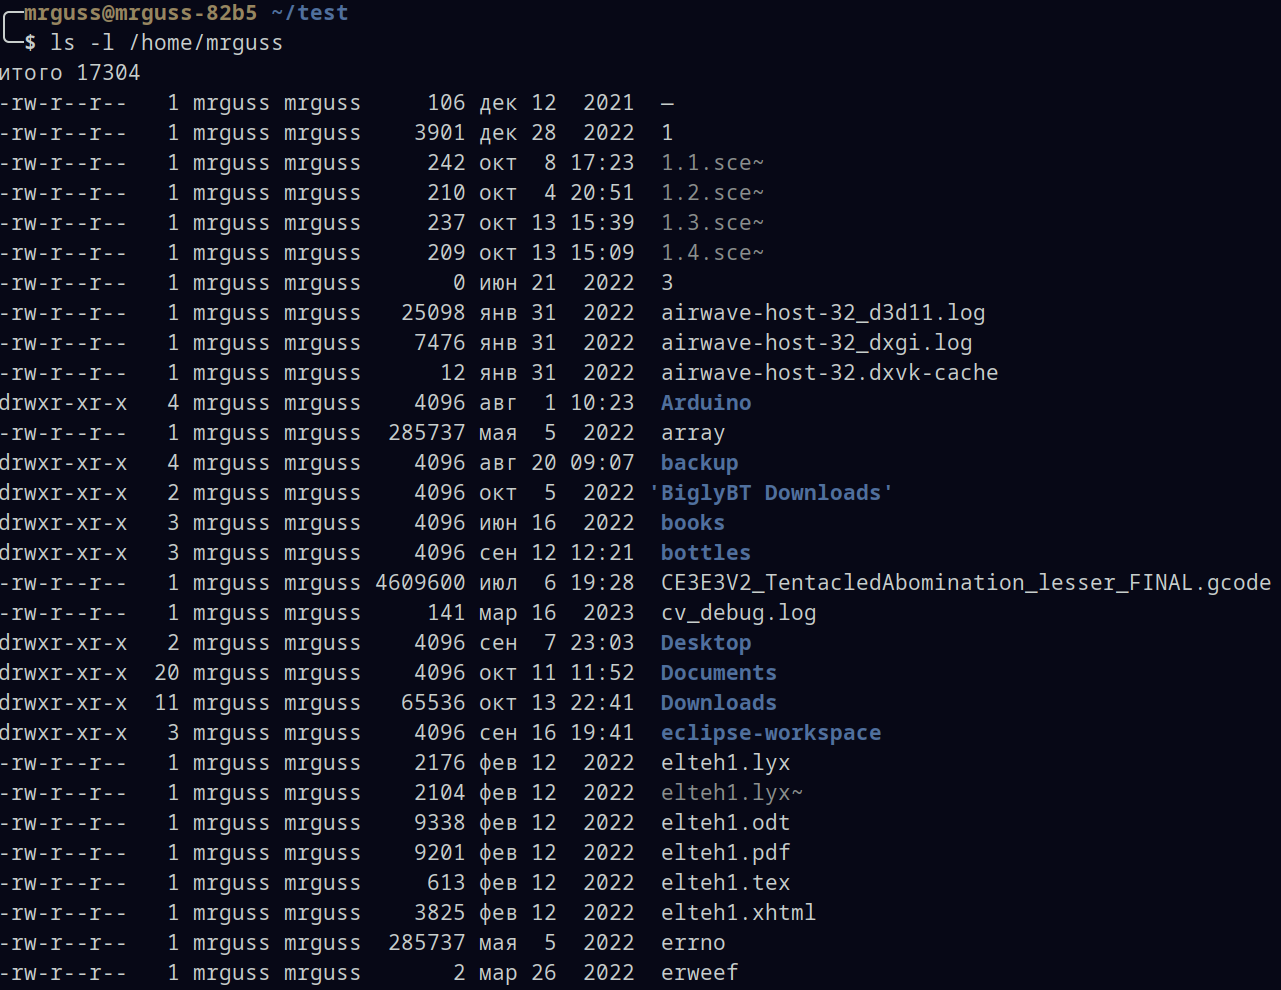 mrguss@mrguss-82b5 ~/test
$ ls -l /home/mrguss
итого 17304
-rw-r--r--   1 mrguss mrguss     106 дек 12  2021  —
-rw-r--r--   1 mrguss mrguss    3901 дек 28  2022  1
-rw-r--r--   1 mrguss mrguss     242 окт  8 17:23  1.1.sce~
-rw-r--r--   1 mrguss mrguss     210 окт  4 20:51  1.2.sce~
-rw-r--r--   1 mrguss mrguss     237 окт 13 15:39  1.3.sce~
-rw-r--r--   1 mrguss mrguss     209 окт 13 15:09  1.4.sce~
-rw-r--r--   1 mrguss mrguss       0 июн 21  2022  3
-rw-r--r--   1 mrguss mrguss   25098 янв 31  2022  airwave-host-32_d3d11.log
-rw-r--r--   1 mrguss mrguss    7476 янв 31  2022  airwave-host-32_dxgi.log
-rw-r--r--   1 mrguss mrguss      12 янв 31  2022  airwave-host-32.dxvk-cache
drwxr-xr-x   4 mrguss mrguss    4096 авг  1 10:23  Arduino
-rw-r--r--   1 mrguss mrguss  285737 мая  5  2022  array
drwxr-xr-x   4 mrguss mrguss    4096 авг 20 09:07  backup
drwxr-xr-x   2 mrguss mrguss    4096 окт  5  2022 'BiglyBT Downloads'
drwxr-xr-x   3 mrguss mrguss    4096 июн 16  2022  books
drwxr-xr-x   3 mrguss mrguss    4096 сен 12 12:21  bottles
-rw-r--r--   1 mrguss mrguss 4609600 июл  6 19:28  CE3E3V2_TentacledAbomination_lesser_FINAL.gcode
-rw-r--r--   1 mrguss mrguss     141 мар 16  2023  cv_debug.log
drwxr-xr-x   2 mrguss mrguss    4096 сен  7 23:03  Desktop
drwxr-xr-x  20 mrguss mrguss    4096 окт 11 11:52  Documents
drwxr-xr-x  11 mrguss mrguss   65536 окт 13 22:41  Downloads
drwxr-xr-x   3 mrguss mrguss    4096 сен 16 19:41  eclipse-workspace
-rw-r--r--   1 mrguss mrguss    2176 фев 12  2022  elteh1.lyx
-rw-r--r--   1 mrguss mrguss    2104 фев 12  2022  elteh1.lyx~
-rw-r--r--   1 mrguss mrguss    9338 фев 12  2022  elteh1.odt
-rw-r--r--   1 mrguss mrguss    9201 фев 12  2022  elteh1.pdf
-rw-r--r--   1 mrguss mrguss     613 фев 12  2022  elteh1.tex
-rw-r--r--   1 mrguss mrguss    3825 фев 12  2022  elteh1.xhtml
-rw-r--r--   1 mrguss mrguss  285737 мая  5  2022  errno
-rw-r--r--   1 mrguss mrguss       2 мар 26  2022  erweef